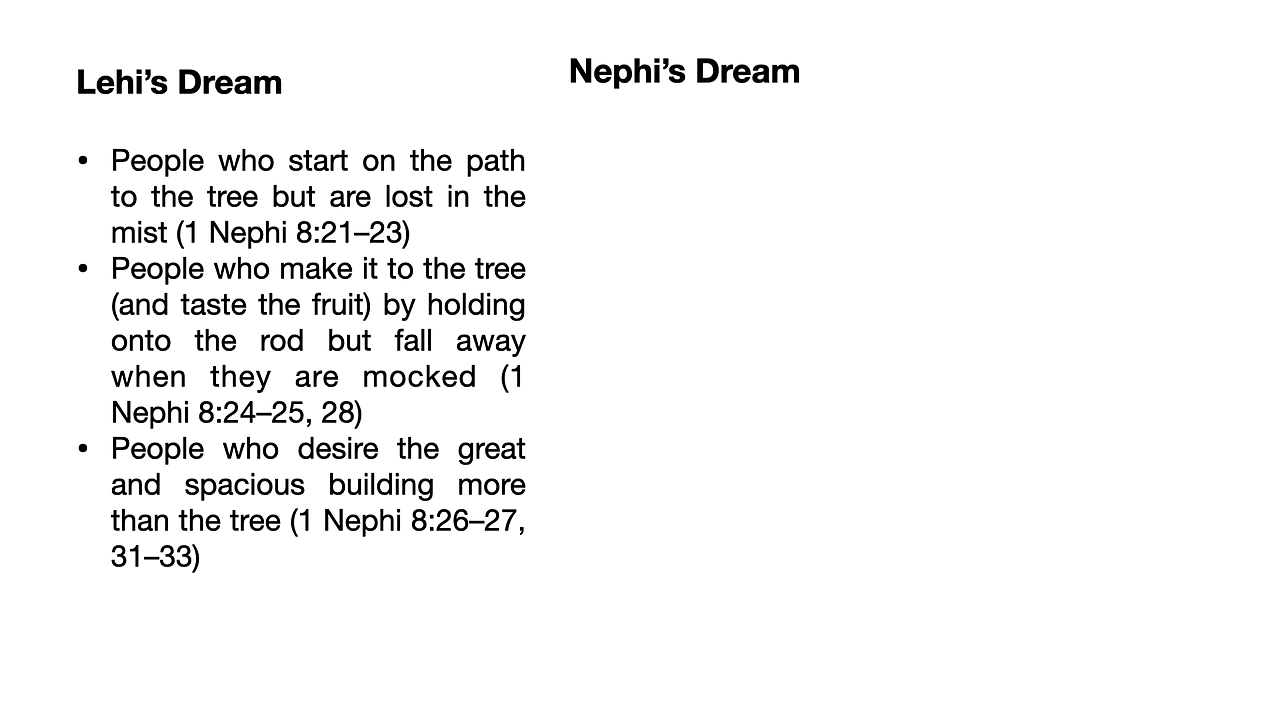 Lehi’s Dream
• People who start on the path
to the tree but are lost in the
mist (1 Nephi 8:21–23)
• People who make it to the tree
(and taste the fruit) by holding
onto the rod but fall away
when they are mocked (1
Nephi 8:24–25, 28)
• People who desire the great
and spacious building more
than the tree (1 Nephi 8:26–27,
31–33)
Nephi’s Dream